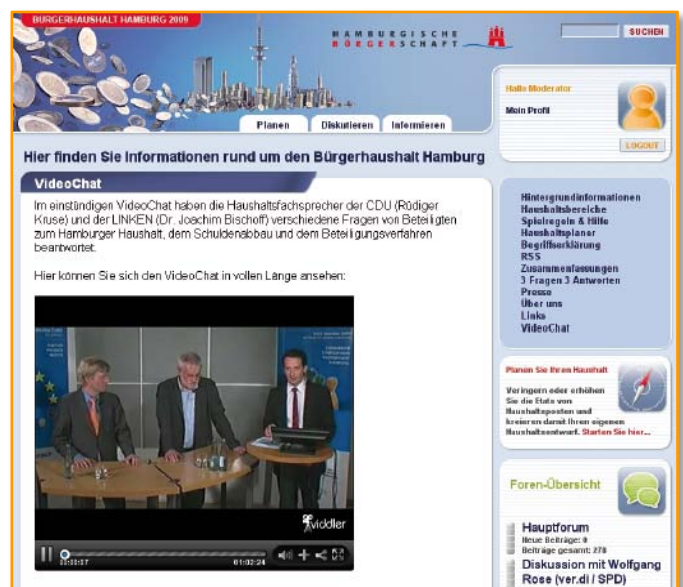 BÜRGERHAUSHALT HAMBURG 2009
HAMBURGISCHE
BÜRGERSCHAFT
SUCHEN
Planen
Diskutieren
Informieren
Hallo Moderator
Mein Profil
LOGOUT
Hier finden Sie Informationen rund um den Bürgerhaushalt Hamburg
VideoChat
Im einstündigen VideoChat haben die Haushaltsfachsprecher der CDU (Rüdiger
Kruse) und der LINKEN (Dr. Joachim Bischoff) verschiedene Fragen von Beteiligten
zum Hamburger Haushalt, dem Schuldenabbau und dem Beteiligungsverfahren
beantwortet.
Hier können Sie sich den VideoChat in vollen Länge ansehen:
viddler
00:00:07
01:00:24
Hintergrundinformationen
Haushaltsbereiche
Spielregeln & Hilfe
Haushaltsplaner
Begriffserklärung
RSS
Zusammenfassungen
3 Fragen 3 Antworten
Presse
Über uns
Links
VideoChat
Planen Sie Ihren Haushalt
Verringern oder erhöhen
Sie die Etats von
Haushaltsposten und
kreieren damit Ihren eigenen
Haushaltsentwurf. Starten Sie hier...
Foren-Übersicht
Hauptforum
Neue Beiträge: 0
Beiträge gesamt: 278
Diskussion mit Wolfgang
Rose (ver.di / SPD)